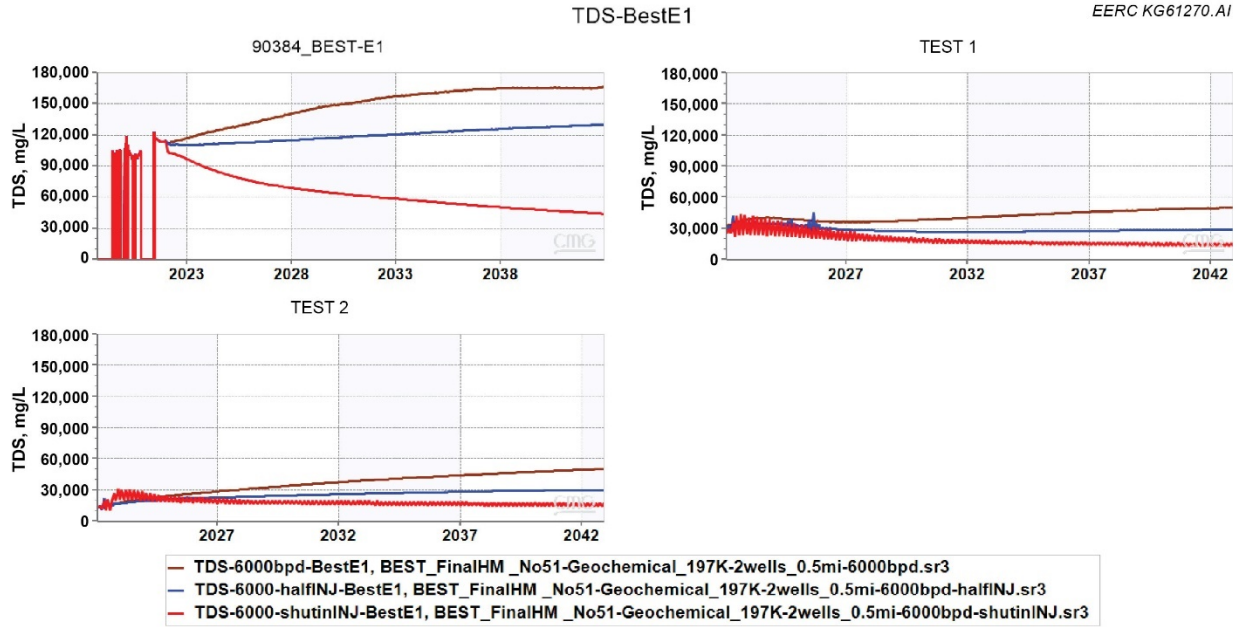 TDS-BestE1
EERC KG61270.AI
90384_BEST-E1
180,000
150,000
120,000
90,000
60,000
30,000
0
TDS, mg/L
2023
2028
2033
2038
CMG
TEST 1
180,000
150,000
120,000
90,000
60,000
30,000
0
TDS, mg/L
2027
2032
2037
2042
CMG
TEST 2
180,000
150,000
120,000
90,000
60,000
30,000
0
TDS, mg/L
2027
2032
2037
2042
CMG
TDS-6000bpd-BestE1, BEST_FinalHM _No51-Geochemical_197K-2wells_0.5mi-6000bpd.sr3
TDS-6000-halfINJ-BestE1, BEST_FinalHM _No51-Geochemical_197K-2wells_0.5mi-6000bpd-halfINJ.sr3
TDS-6000-shutinINJ-BestE1, BEST_FinalHM _No51-Geochemical_197K-2wells_0.5mi-6000bpd-shutinINJ.sr3